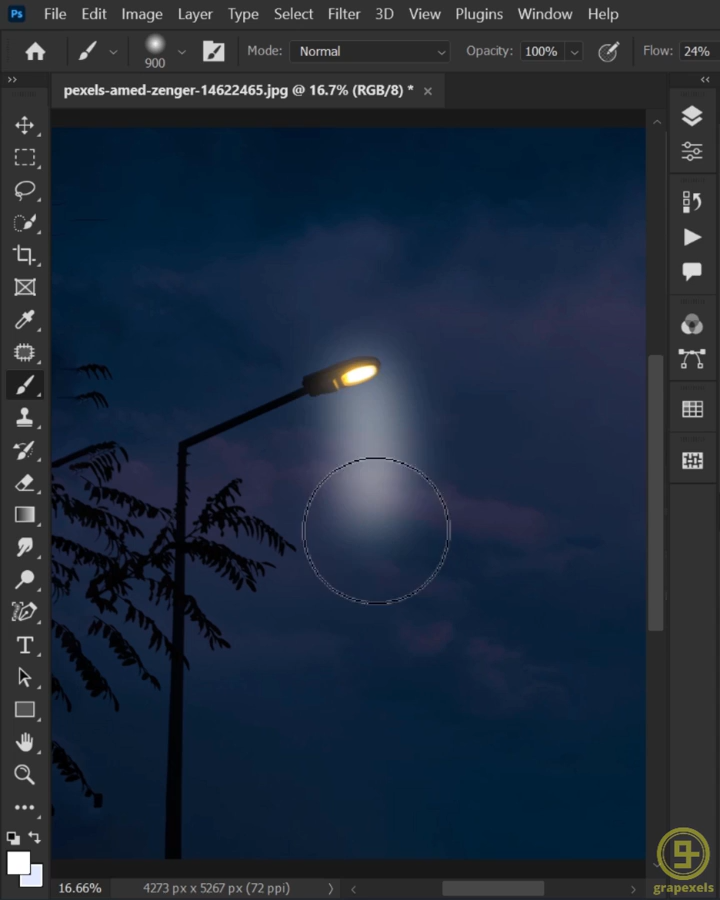 Ps File Edit Image Layer Type Select Filter 3D View Plugins Window Help
900 Mode: Normal Opacity: 100% Flow: 24%
pexels-amed-zenger-14622465.jpg @ 16.7% (RGB/8) * ×
T
16.66% 4273 px x 5267 px (72 ppi)
grapexels